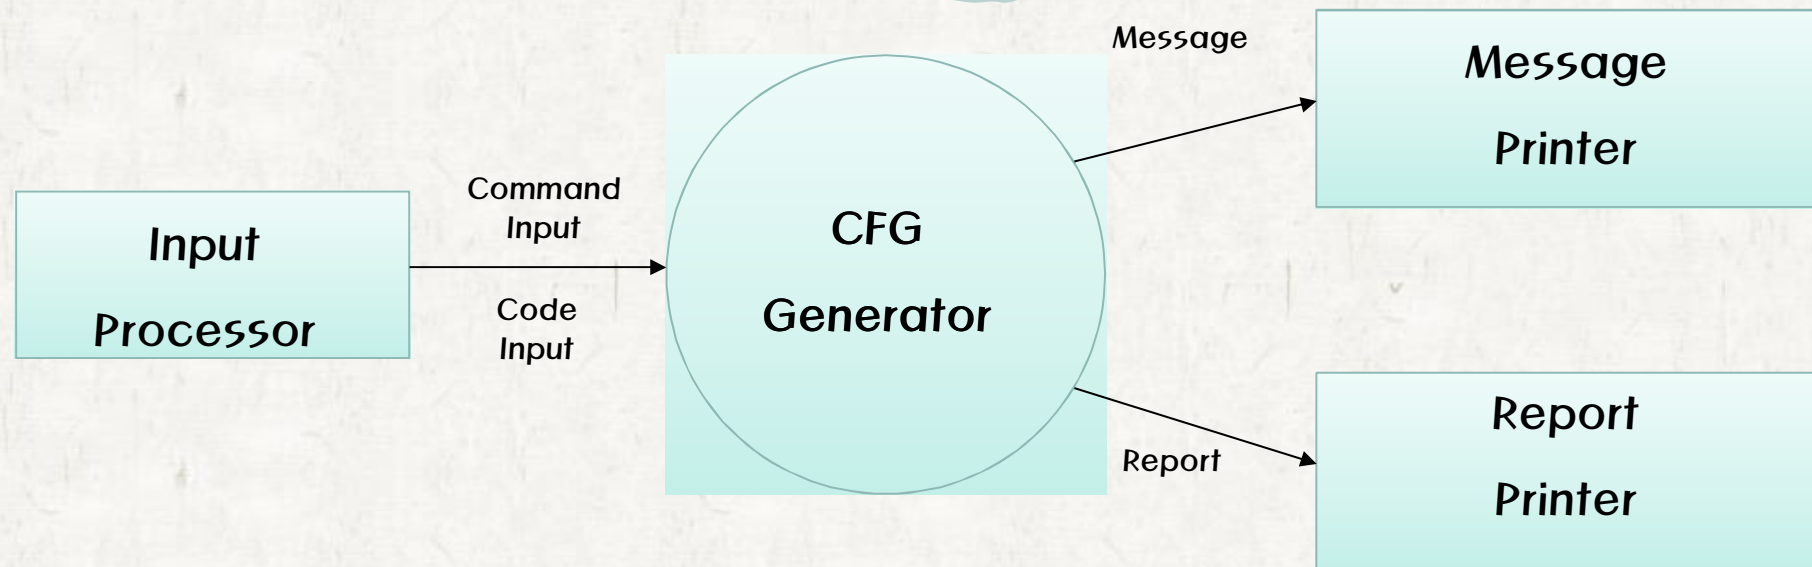 Input
Processor
Command
Input
Code
Input
CFG
Generator
Message
Message
Printer
Report
Report
Printer